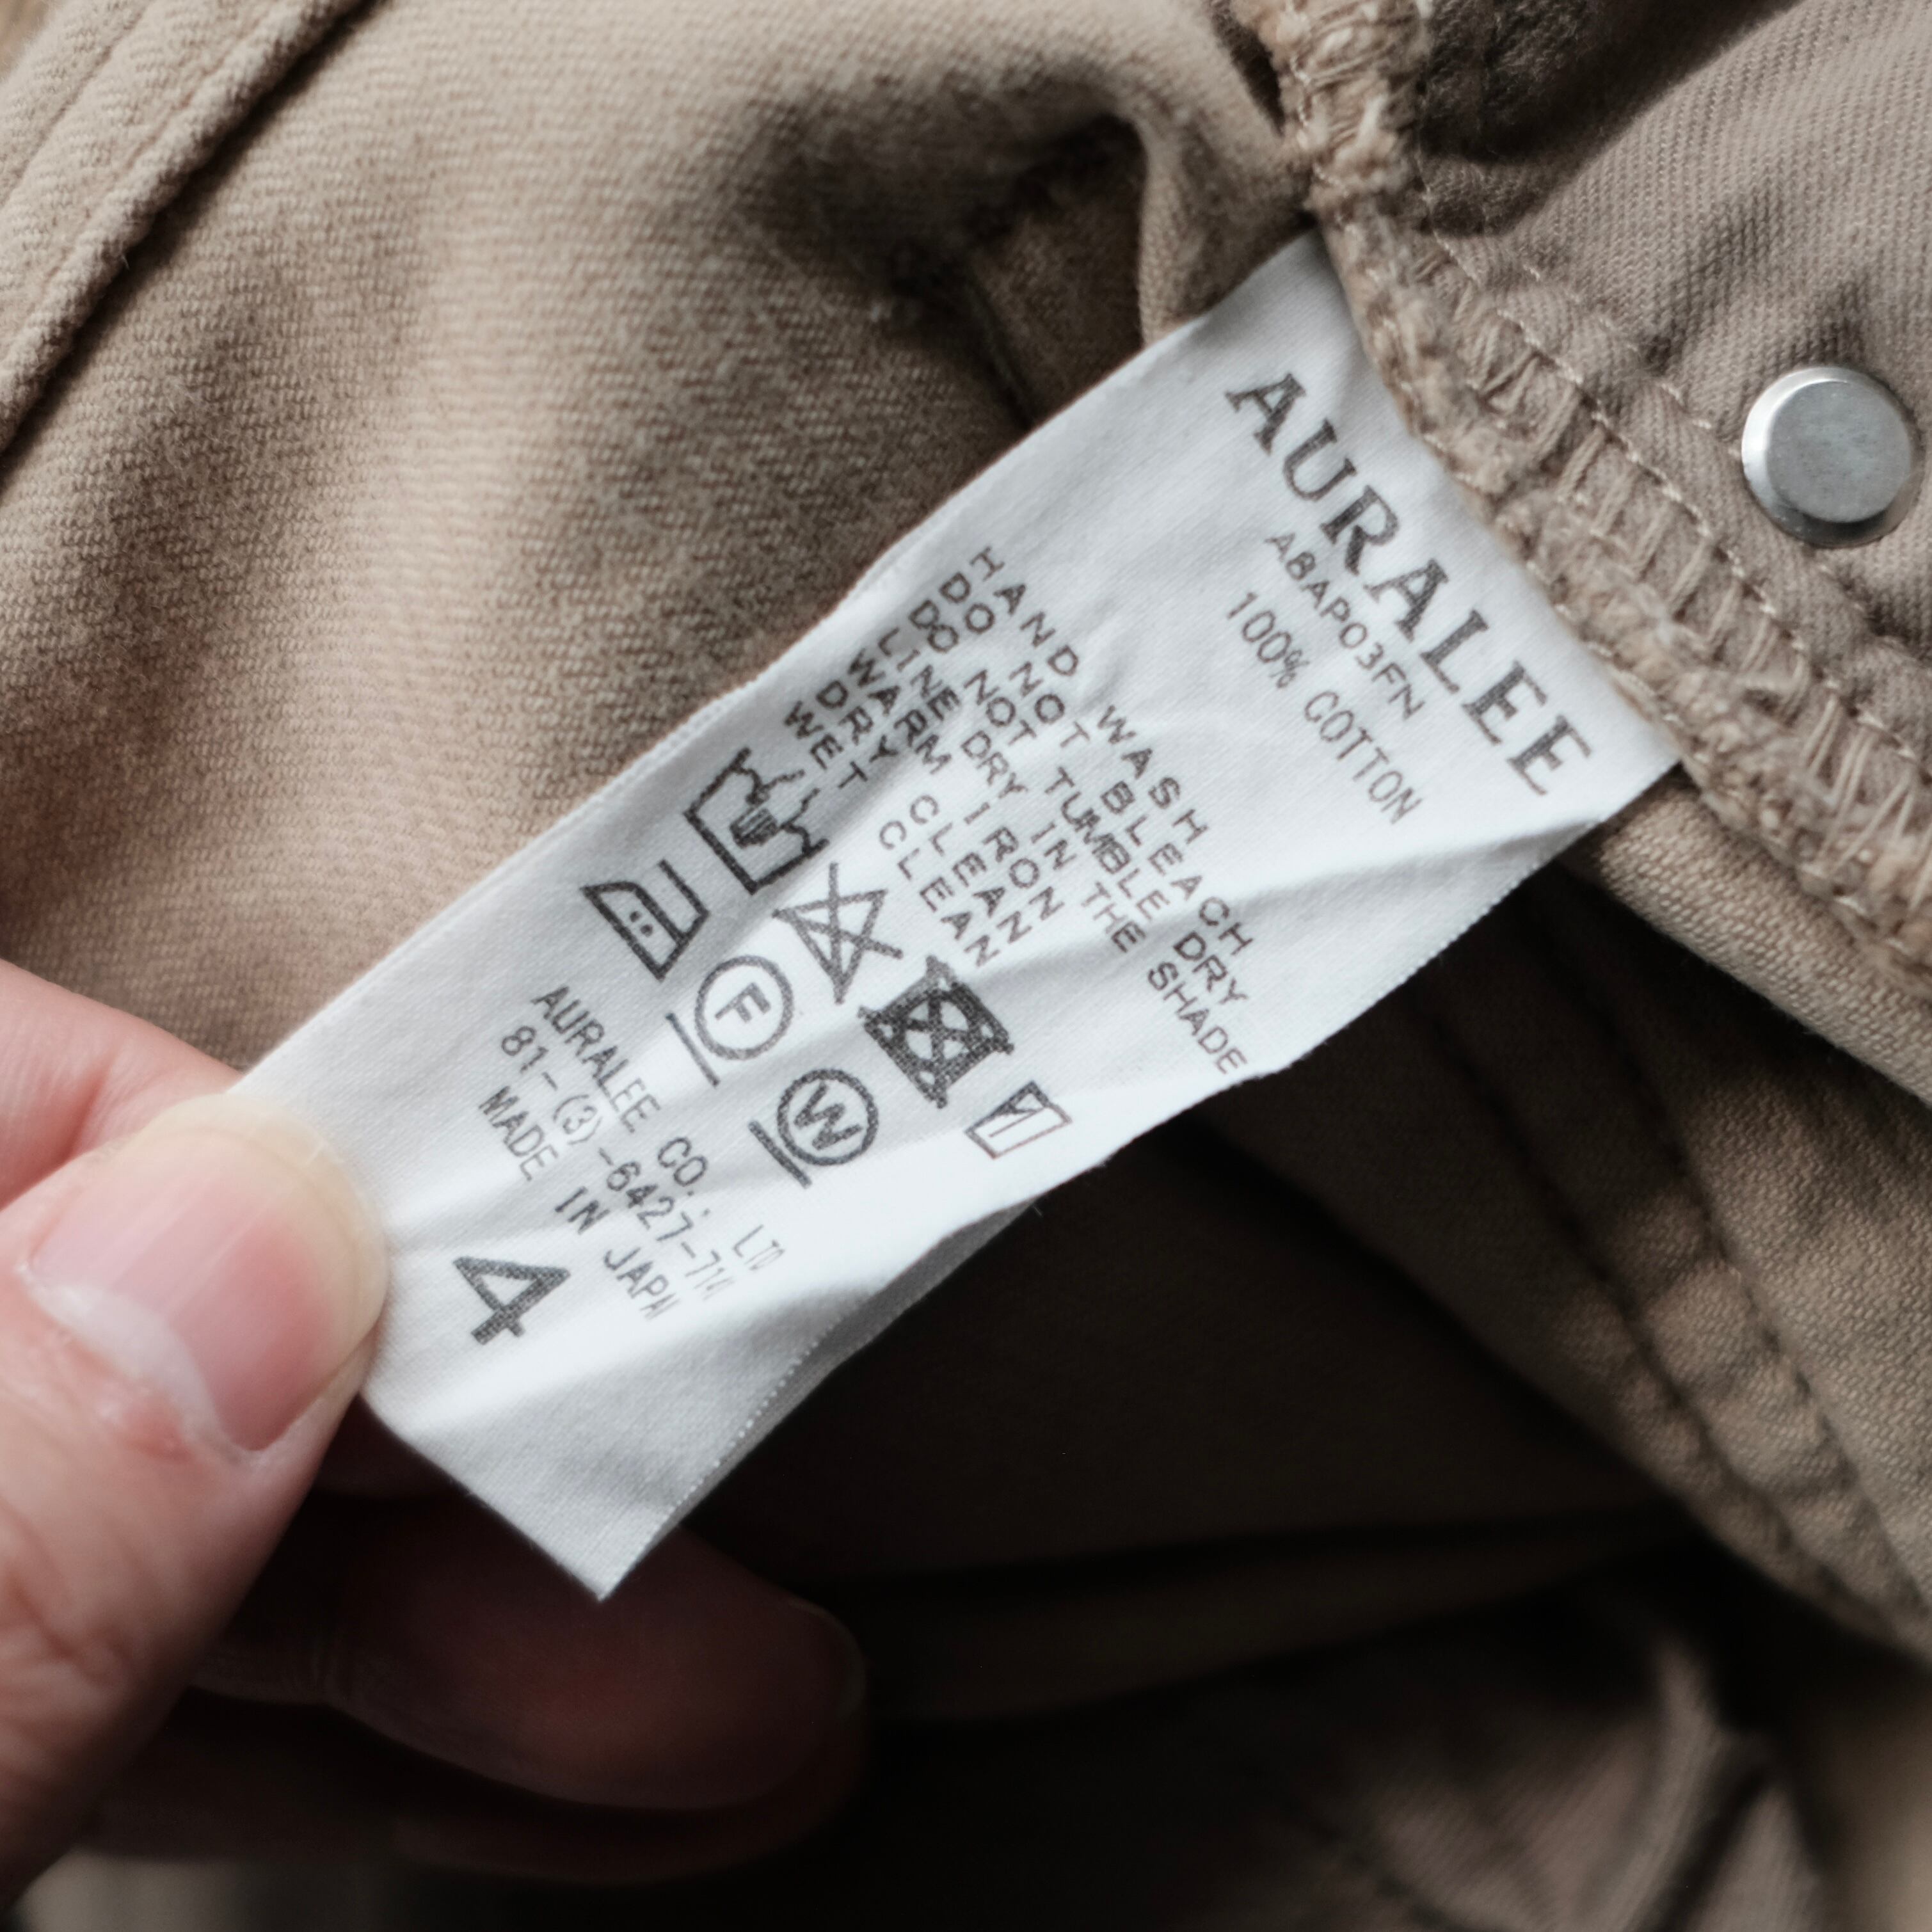 AURALEE
A8AP03FN
100% COTTON
HAND WASH
DO NOT BLEACH
DO NOT TUMBLE DRY
LINE DRY IN THE SHADE
WARM IRON
DRY CLEAN
WET CLEAN
F
W
AURALEE CO., LTD
81-(3)-6427-714
MADE IN JAPAN
4